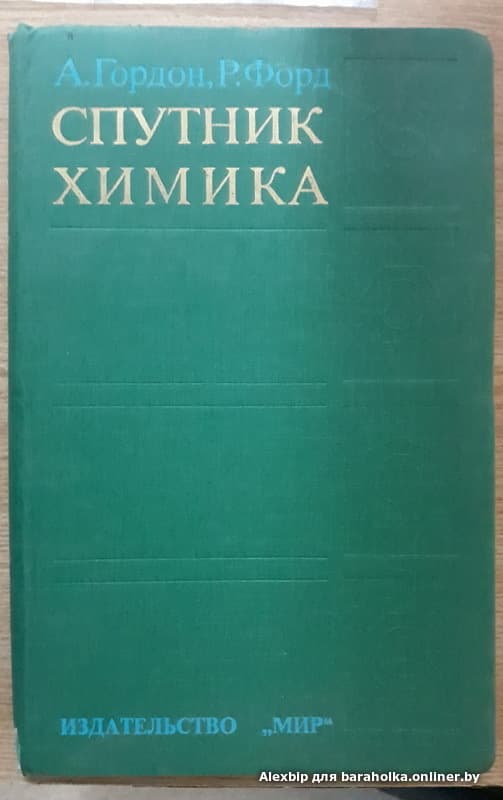 А.Гордон, Р.Форд
СПУТНИК
ХИМИКА
ИЗДАТЕЛЬСТВО „МИР“
Alexbip для baraholka.onliner.by